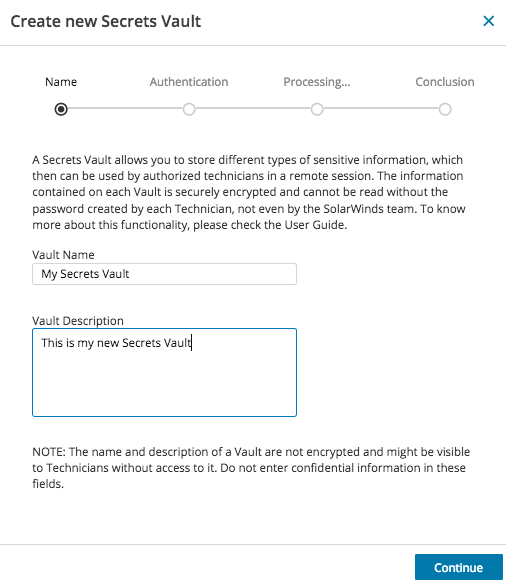 Create new Secrets Vault
Name Authentication Processing... Conclusion
A Secrets Vault allows you to store different types of sensitive information, which
then can be used by authorized technicians in a remote session. The information
contained on each Vault is securely encrypted and cannot be read without the
password created by each Technician, not even by the SolarWinds team. To know
more about this functionality, please check the User Guide.
Vault Name
My Secrets Vault
Vault Description
This is my new Secrets Vault
NOTE: The name and description of a Vault are not encrypted and might be visible
to Technicians without access to it. Do not enter confidential information in these
fields.
Continue